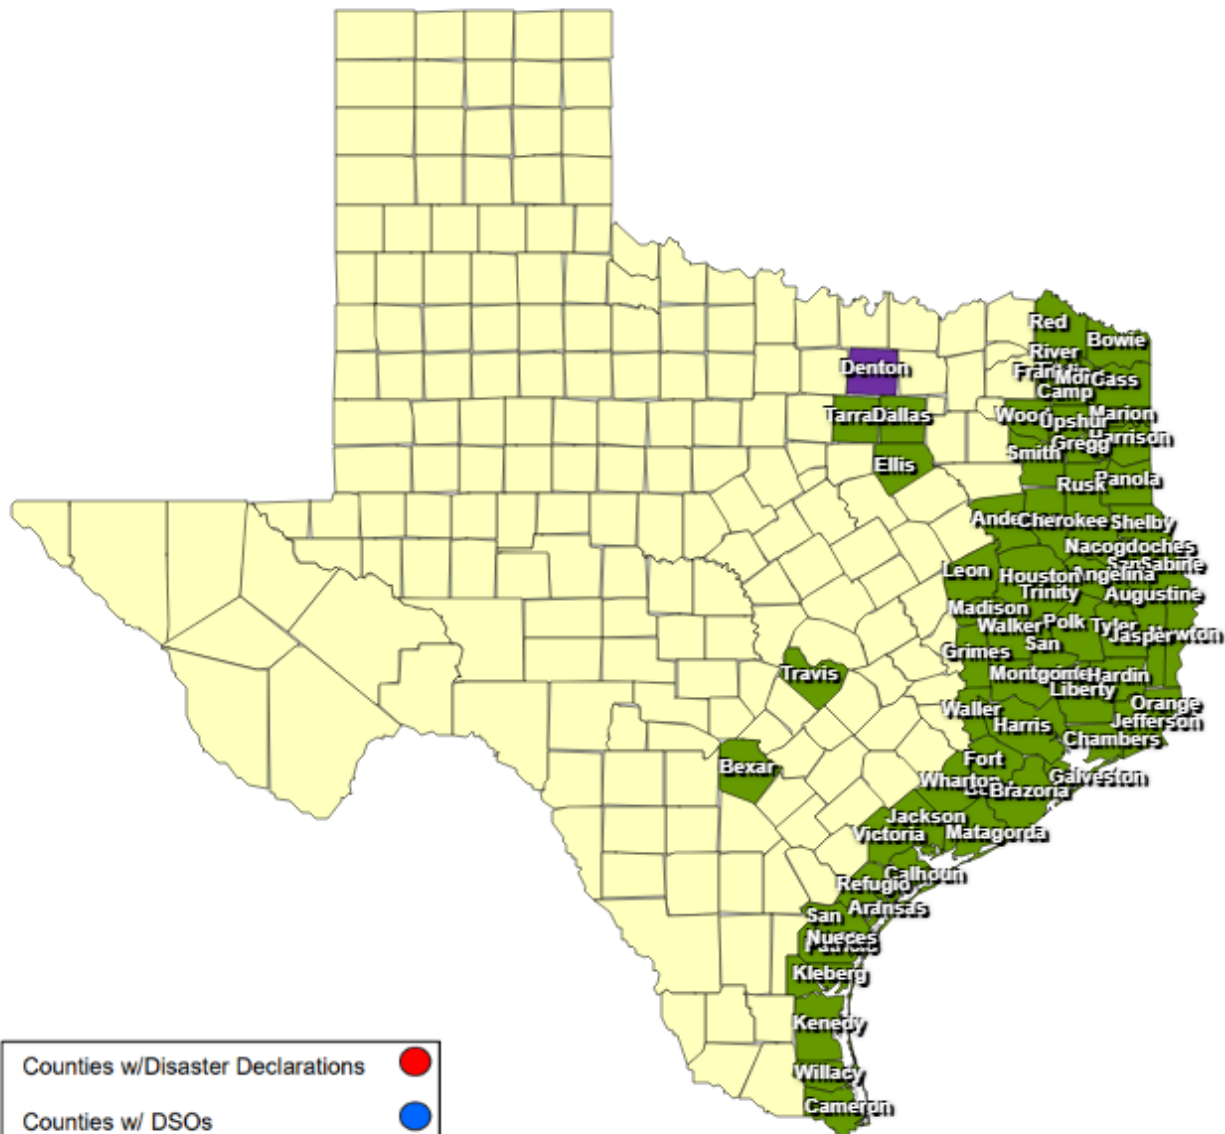 Red
River
Bowie
Cass
Camp
Denton
Dallas
Marion
Upshur
Gregg
Harrison
Smith
Ellis
Rusk
Panola
Cherokee
Shelby
Nacogdoches
Sabine
Leon
Houston
Angelina
Trinity
Augustine
Madison
Walker
Polk
Tyler
Jasper
San
Grimes
Travis
Hardin
Liberty
Waller
Harris
Orange
Jefferson
Chambers
Fort
Bexar
Wharton
Brazoria
Galveston
Jackson
Victoria
Matagorda
Calhoun
Refugio
Aransas
San
Nueces
Kleberg
Kenedy
Willacy
Cameron
Counties w/Disaster Declarations
Counties w/ DSOs